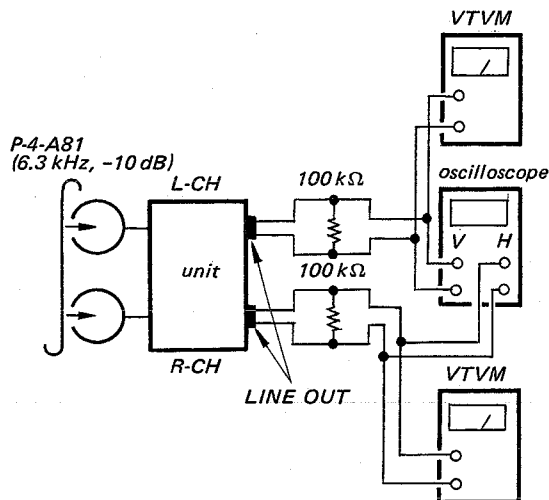 VTVM
P-4-A81
(6.3 kHz, -10 dB)
L-CH
100 kΩ
oscilloscope
unit
V H
100 kΩ
R-CH
LINE OUT
VTVM